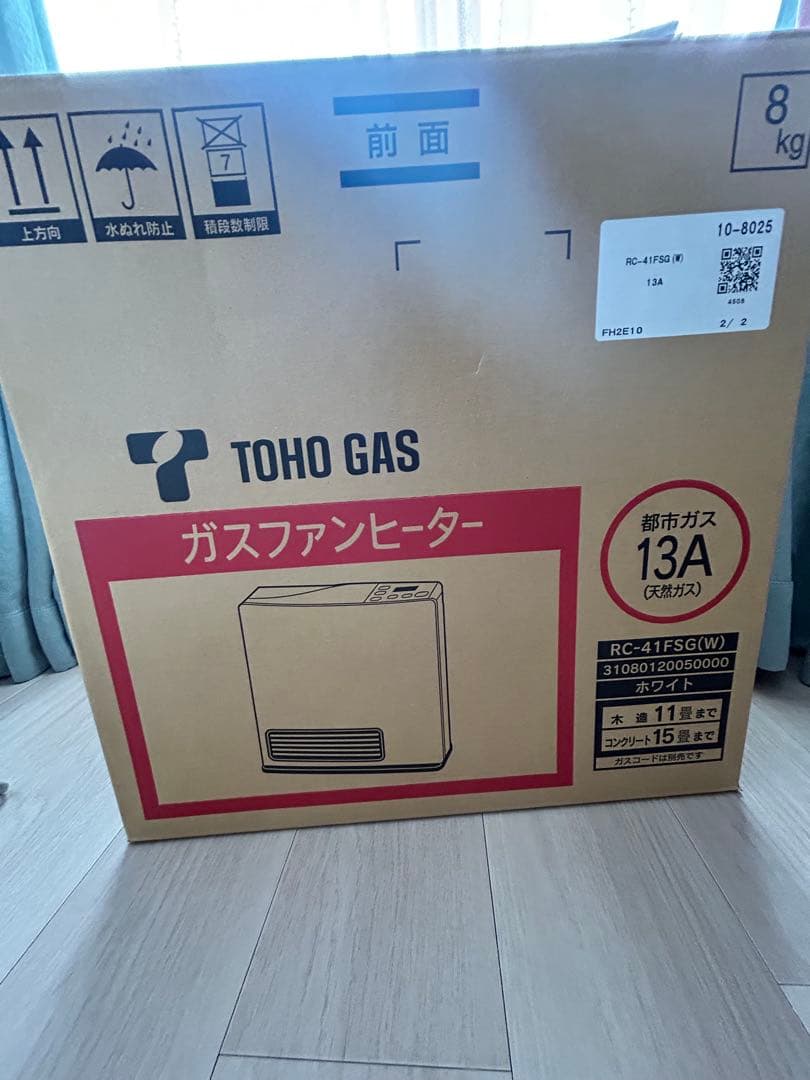 前面
8
kg
上方向
水ぬれ防止
7
積段数制限
10-8025
RC-41FSG(W)
13A
4508
FH2E10
2/ 2
TOHO GAS
ガスファンヒーター
都市ガス
13A
(天然ガス)
RC-41FSG(W)
31080120050000
ホワイト
木造11畳まで
コンクリート15畳まで
ガスコードは別売です